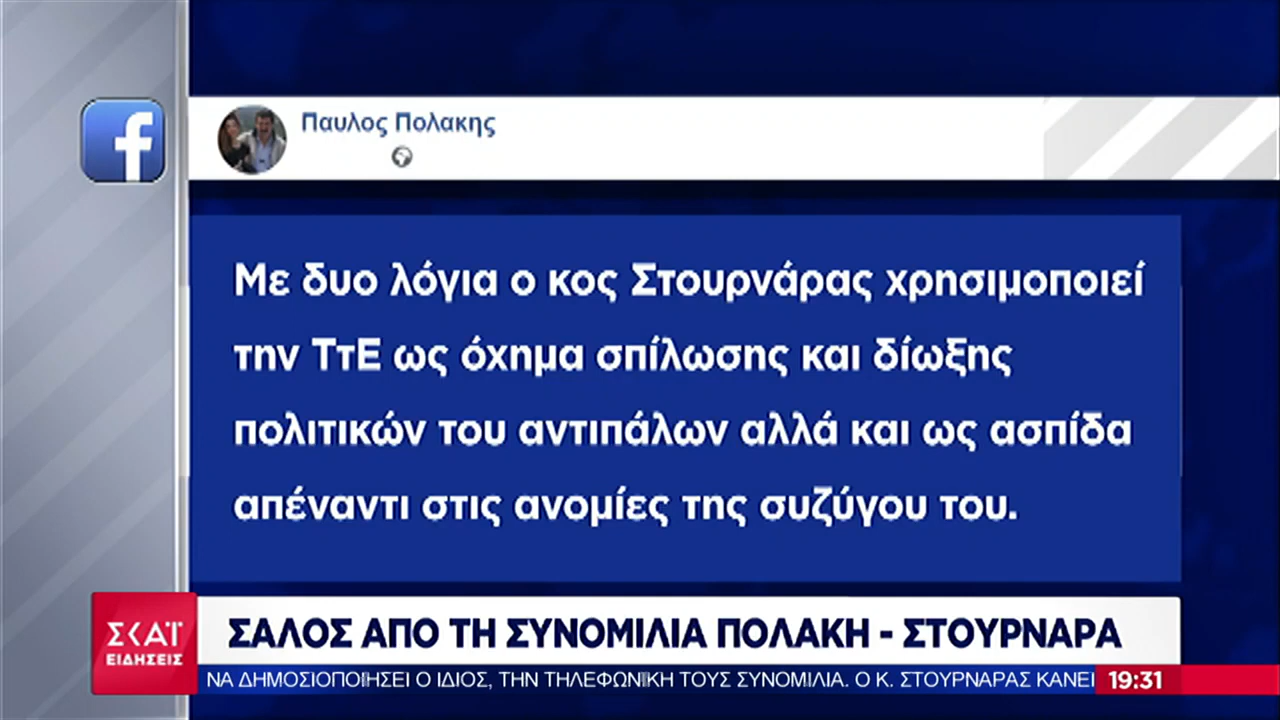 f
Παυλος Πολακης
Με δυο λόγια ο κος Στουρνάρας χρησιμοποιεί
την ΤτΕ ως όχημα σπίλωσης και δίωξης
πολιτικών του αντιπάλων αλλά και ως ασπίδα
απέναντι στις ανομίες της συζύγου του.
ΣΚΑΪ
ΕΙΔΗΣΕΙΣ
ΣΑΛΟΣ ΑΠΟ ΤΗ ΣΥΝΟΜΙΛΙΑ ΠΟΛΑΚΗ - ΣΤΟΥΡΝΑΡΑ
ΝΑ ΔΗΜΟΣΙΟΠΟΙΗΣΕΙ Ο ΙΔΙΟΣ, ΤΗΝ ΤΗΛΕΦΩΝΙΚΗ ΤΟΥΣ ΣΥΝΟΜΙΛΙΑ. Ο Κ. ΣΤΟΥΡΝΑΡΑΣ ΚΑΝΕΙ 19:31